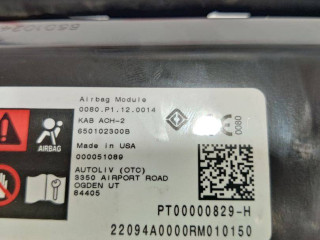 Airbag Module
0080.P1.12.0014
KAB ACH-2
650102300B
0080
AIRBAG
Made in USA
000051089
AUTOLIV (OTC)
3350 AIRPORT ROAD
OGDEN UT
84405
PT00000829-H
22094A0000RM010150